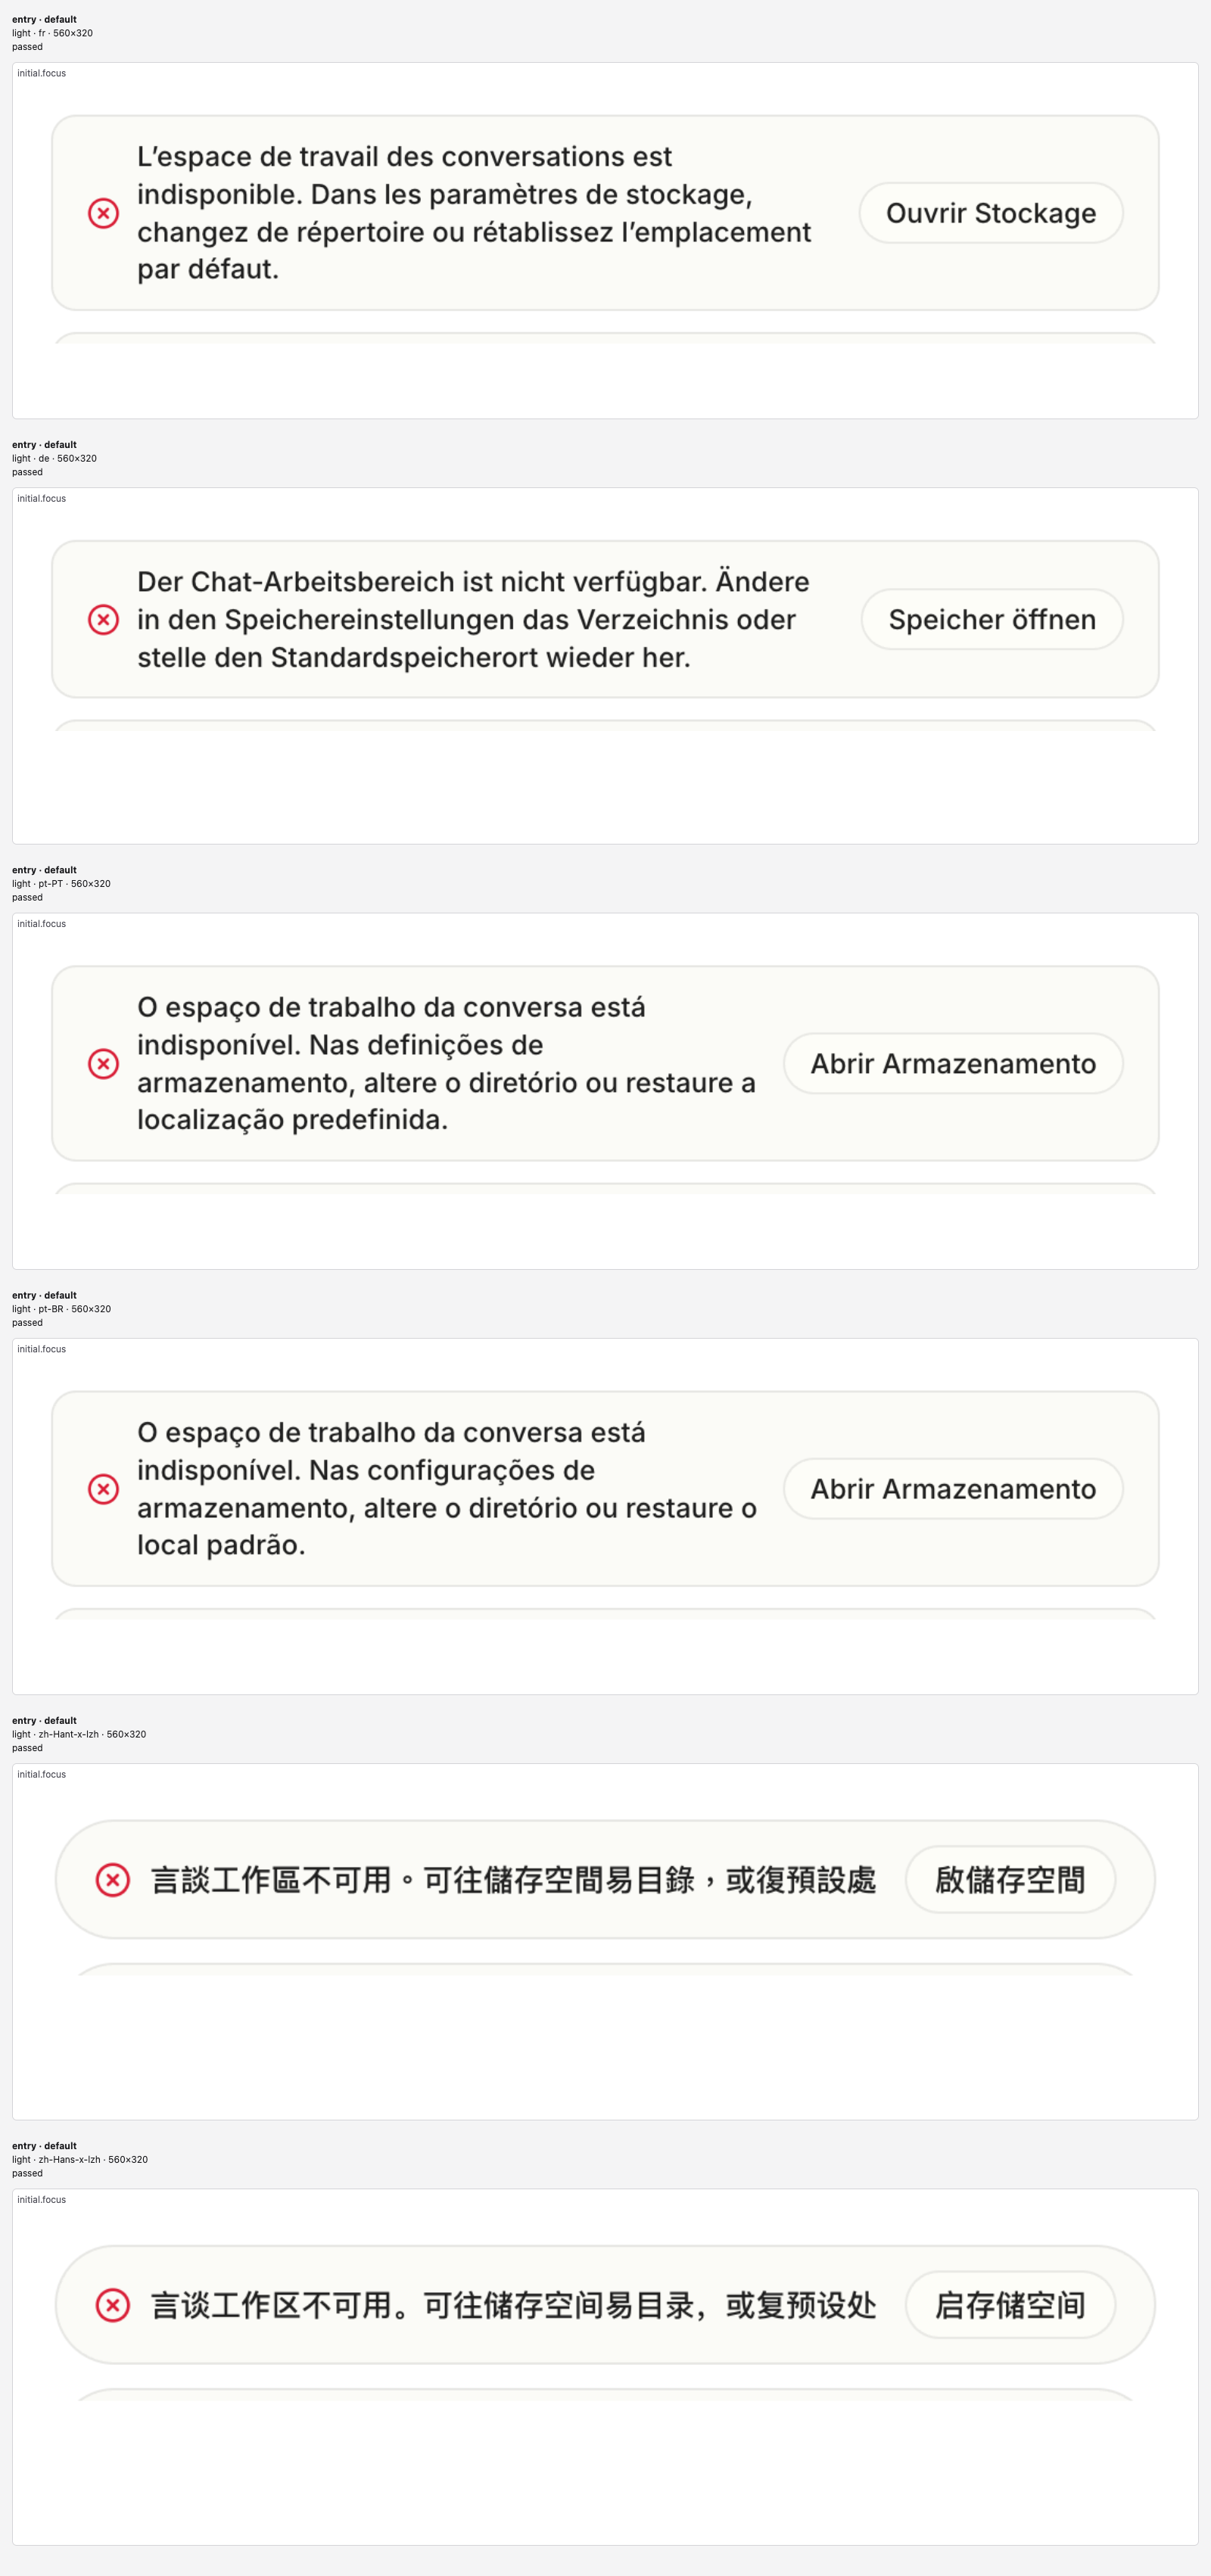 entry · default
light · fr · 560×320
passed
initial.focus
L’espace de travail des conversations est
indisponible. Dans les paramètres de stockage,
changez de répertoire ou rétablissez l’emplacement
par défaut.
Ouvrir Stockage
entry · default
light · de · 560×320
passed
initial.focus
Der Chat-Arbeitsbereich ist nicht verfügbar. Ändere
in den Speichereinstellungen das Verzeichnis oder
stelle den Standardspeicherort wieder her.
Speicher öffnen
entry · default
light · pt-PT · 560×320
passed
initial.focus
O espaço de trabalho da conversa está
indisponível. Nas definições de
armazenamento, altere o diretório ou restaure a
localização predefinida.
Abrir Armazenamento
entry · default
light · pt-BR · 560×320
passed
initial.focus
O espaço de trabalho da conversa está
indisponível. Nas configurações de
armazenamento, altere o diretório ou restaure o
local padrão.
Abrir Armazenamento
entry · default
light · zh-Hant-x-lzh · 560×320
passed
initial.focus
言談工作區不可用。可往儲存空間易目錄，或復預設處
啟儲存空間
entry · default
light · zh-Hans-x-lzh · 560×320
passed
initial.focus
言谈工作区不可用。可往储存空间易目录，或复预设处
启存储空间